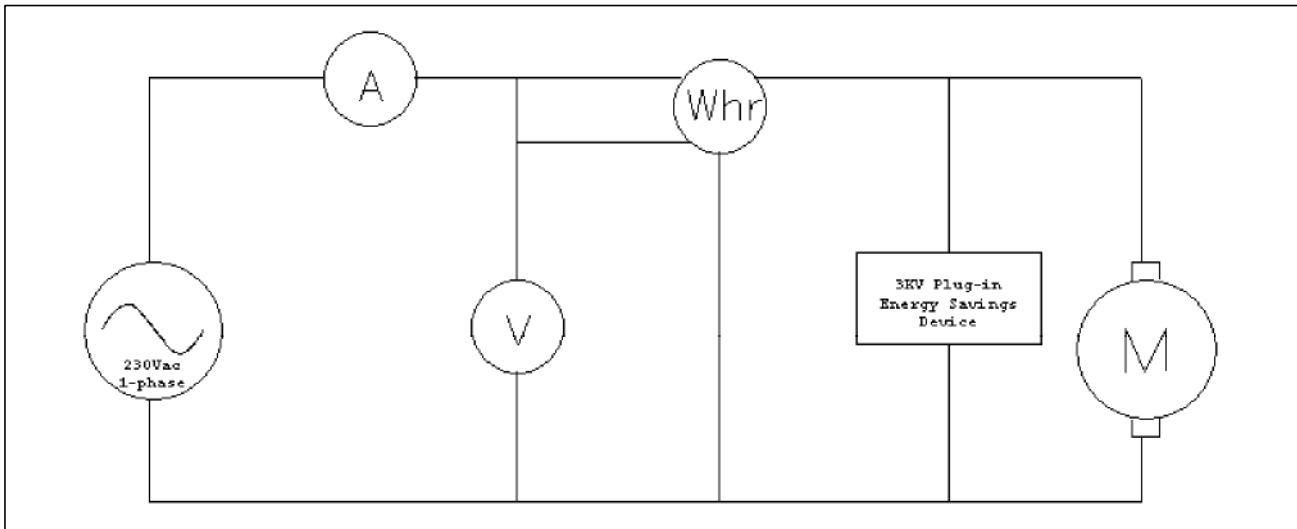 A
Whr
230Vac
1-phase
V
3KV Plug-in
Energy Savings
Device
M